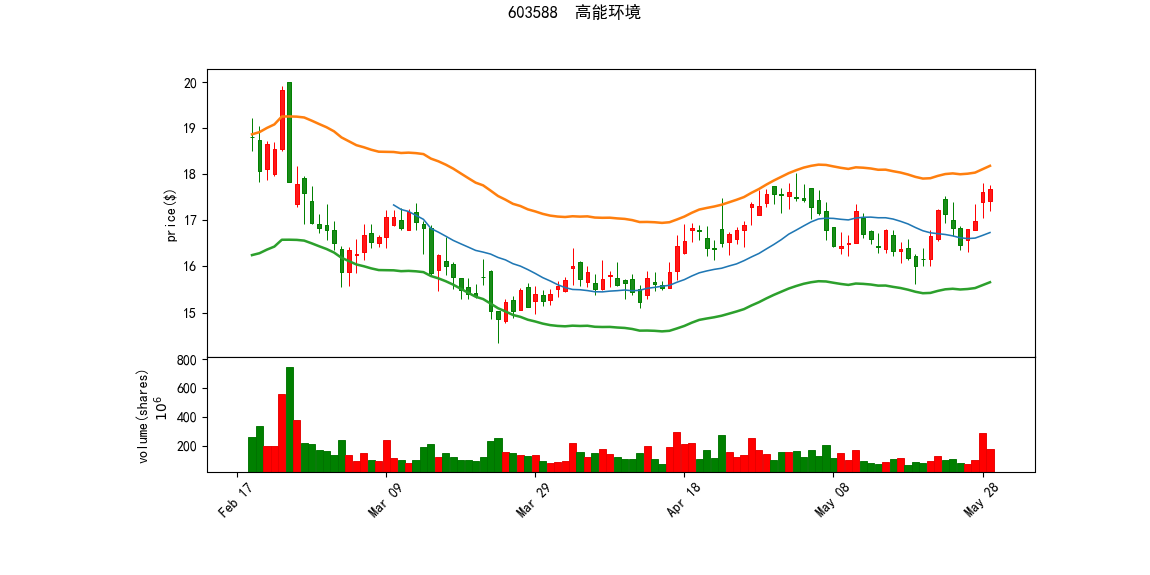 603588 高能环境
20
19
18
17
16
15
price($)
800
600
400
200
volume(shares)
10^6
Feb 17
Mar 09
Mar 29
Apr 18
May 08
May 28